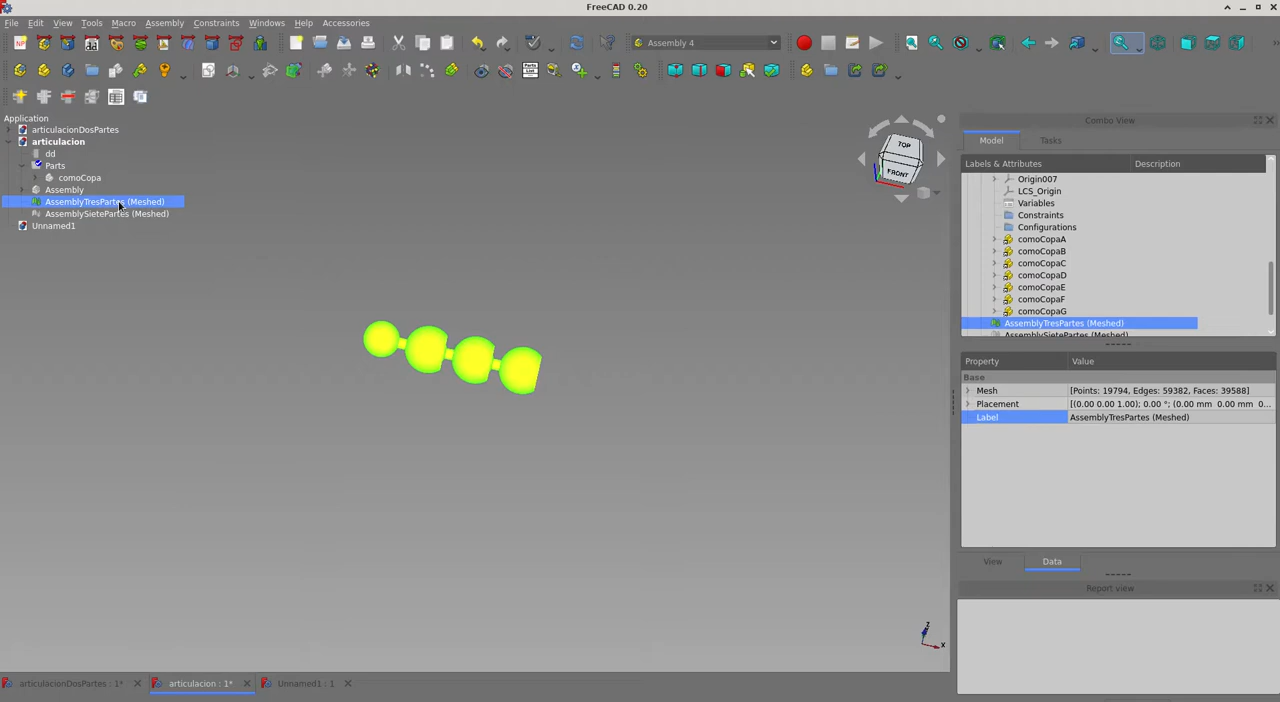 FreeCAD 0.20
File Edit View Tools Macro Assembly Constraints Windows Help Accessories
Assembly 4
Application
articulacionDosPartes
articulacion
dd
Parts
comoCopa
Assembly
AssemblyTresPartes (Meshed)
AssemblySietePartes (Meshed)
Unnamed1
TOP
FRONT
Z
X
Combo View
Model Tasks
Labels & Attributes Description
Origin007
LCS_Origin
Variables
Constraints
Configurations
comoCopaA
comoCopaB
comoCopaC
comoCopaD
comoCopaE
comoCopaF
comoCopaG
AssemblyTresPartes (Meshed)
AssemblySietePartes (Meshed)
Property Value
Base
Mesh [Points: 19794, Edges: 59382, Faces: 39588]
Placement [(0.00 0.00 1.00); 0.00 °; (0.00 mm 0.00 mm 0...
Label AssemblyTresPartes (Meshed)
View Data
Report view
articulacionDosPartes : 1* articulacion : 1* Unnamed1 : 1